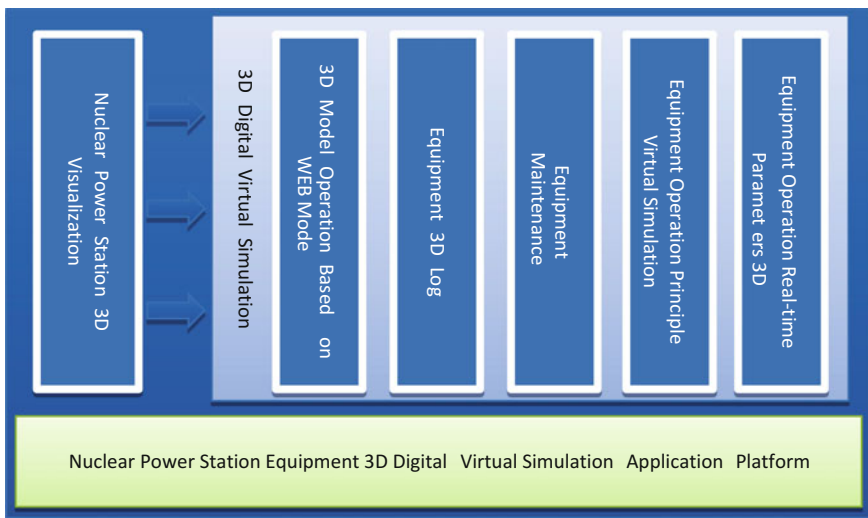 Nuclear Power Station 3D
Visualization
3D Digital Virtual Simulation
3D Model Operation Based on
WEB Mode
Equipment 3D Log
Equipment
Maintenance
Equipment Operation Principle
Virtual Simulation
Equipment Operation Real-time
Paramet ers 3D
Nuclear Power Station Equipment 3D Digital Virtual Simulation Application Platform